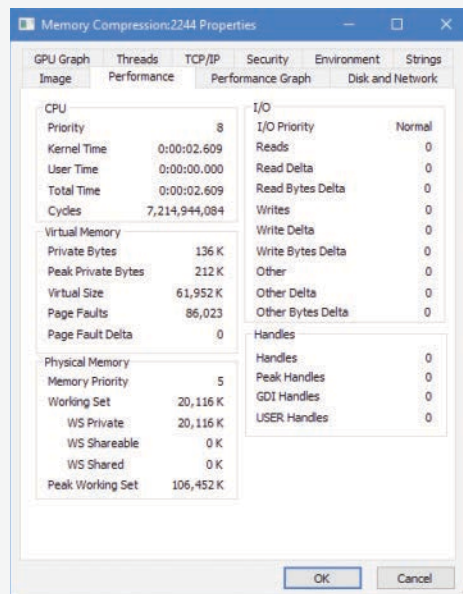 Memory Compression:2244 Properties
GPU Graph Threads TCP/IP Security Environment Strings
Image Performance Performance Graph Disk and Network
CPU
Priority 8
Kernel Time 0:00:02.609
User Time 0:00:00.000
Total Time 0:00:02.609
Cycles 7,214,944,084
Virtual Memory
Private Bytes 136 K
Peak Private Bytes 212 K
Virtual Size 61,952 K
Page Faults 86,023
Page Fault Delta 0
Physical Memory
Memory Priority 5
Working Set 20,116 K
WS Private 20,116 K
WS Shareable 0 K
WS Shared 0 K
Peak Working Set 106,452 K
I/O
I/O Priority Normal
Reads 0
Read Delta 0
Read Bytes Delta 0
Writes 0
Write Delta 0
Write Bytes Delta 0
Other 0
Other Delta 0
Other Bytes Delta 0
Handles
Handles 0
Peak Handles 0
GDI Handles 0
USER Handles 0
OK Cancel